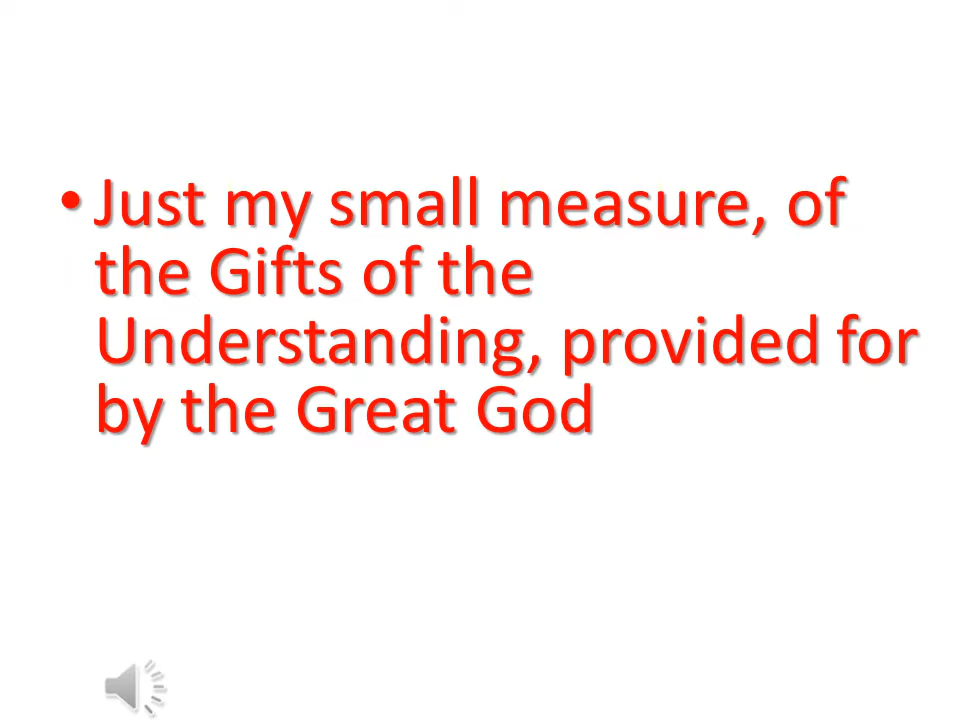 • Just my small measure, of
the Gifts of the
Understanding, provided for
by the Great God